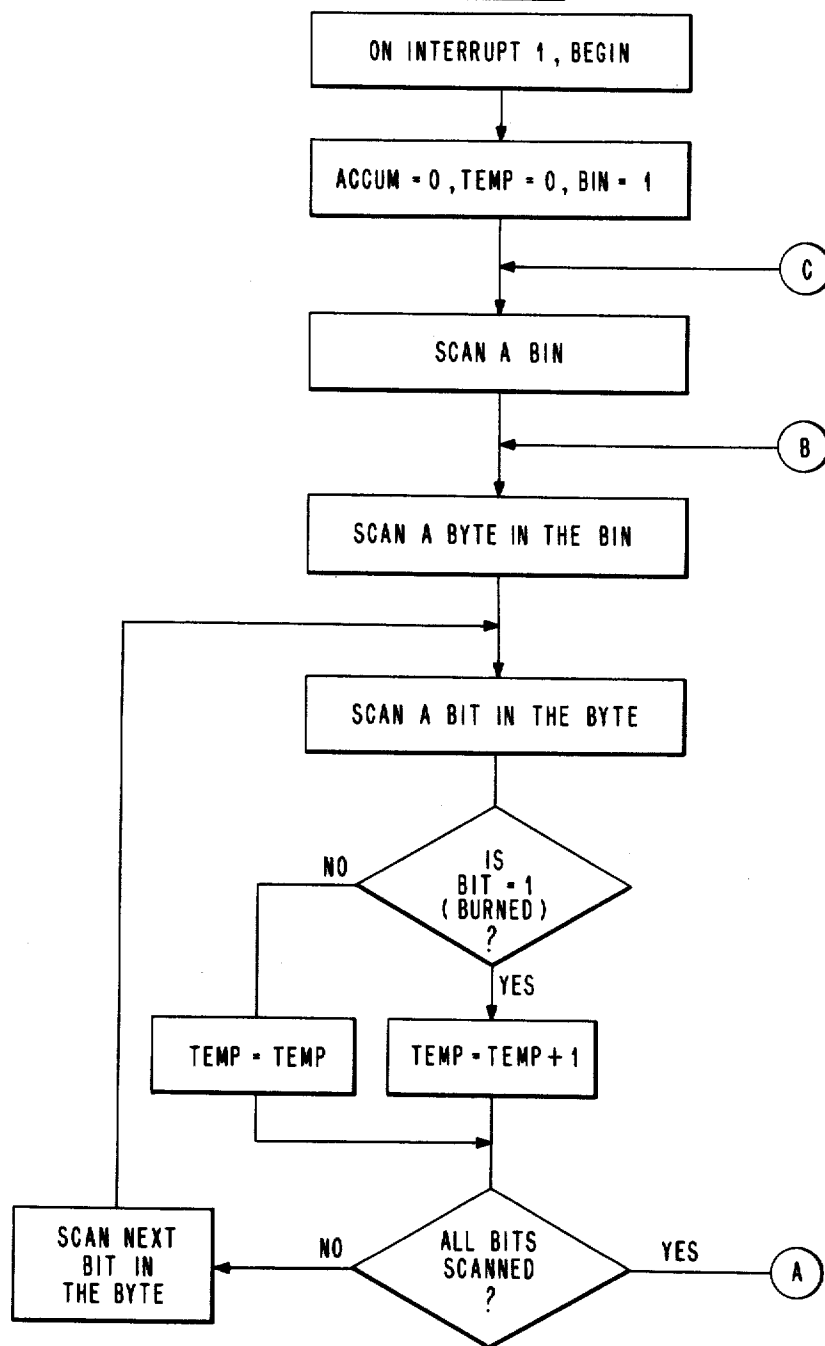 ON INTERRUPT 1, BEGIN
ACCUM = 0, TEMP = 0, BIN = 1
C
SCAN A BIN
B
SCAN A BYTE IN THE BIN
SCAN A BIT IN THE BYTE
IS
BIT = 1
(BURNED)
?
NO
YES
TEMP = TEMP
TEMP = TEMP + 1
SCAN NEXT
BIT IN
THE BYTE
NO
ALL BITS
SCANNED
?
YES
A